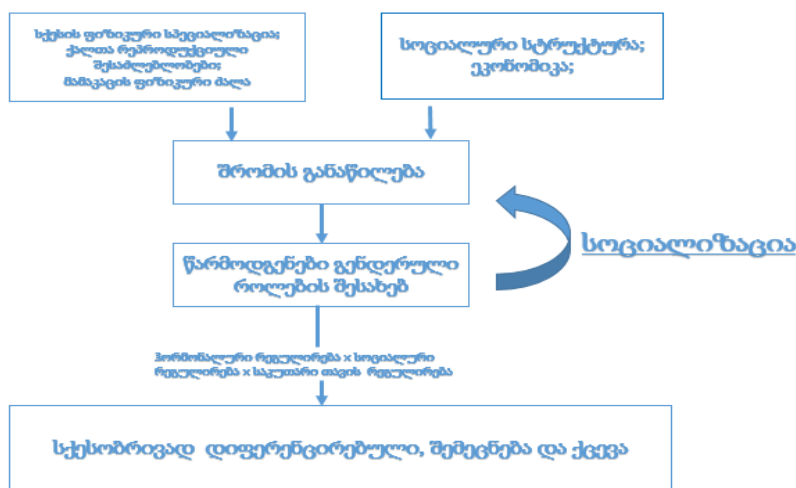 სქესის ფიზიკური სპეციალიზაცია;
ქალთა რეპროდუქციული
შესაძლებლობები;
მამაკაცის ფიზიკური ძალა
სოციალური სტრუქტურა;
ეკონომიკა;
შრომის განაწილება
სოციალიზაცია
წარმოდგენები გენდერული
როლების შესახებ
ჰორმონალური რეგულირება x სოციალური
რეგულირება x საკუთარი თავის რეგულირება
სქესობრივად დიფერენცირებული, შემეცნება და ქცევა